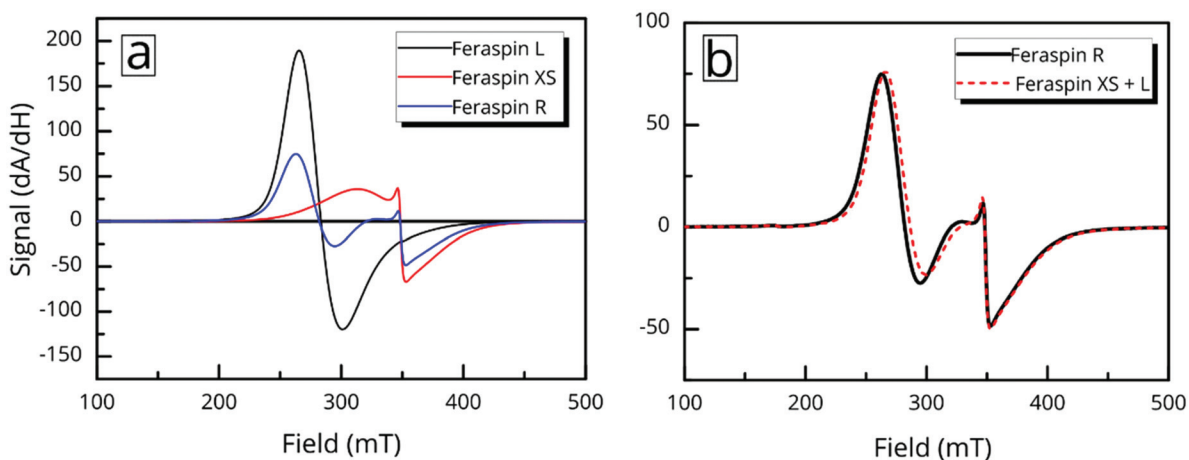 a
Feraspin L
Feraspin XS
Feraspin R
Signal (dA/dH)
200
150
100
50
0
-50
-100
-150
100
200
300
400
500
Field (mT)
b
Feraspin R
Feraspin XS + L
100
50
0
-50
100
200
300
400
500
Field (mT)